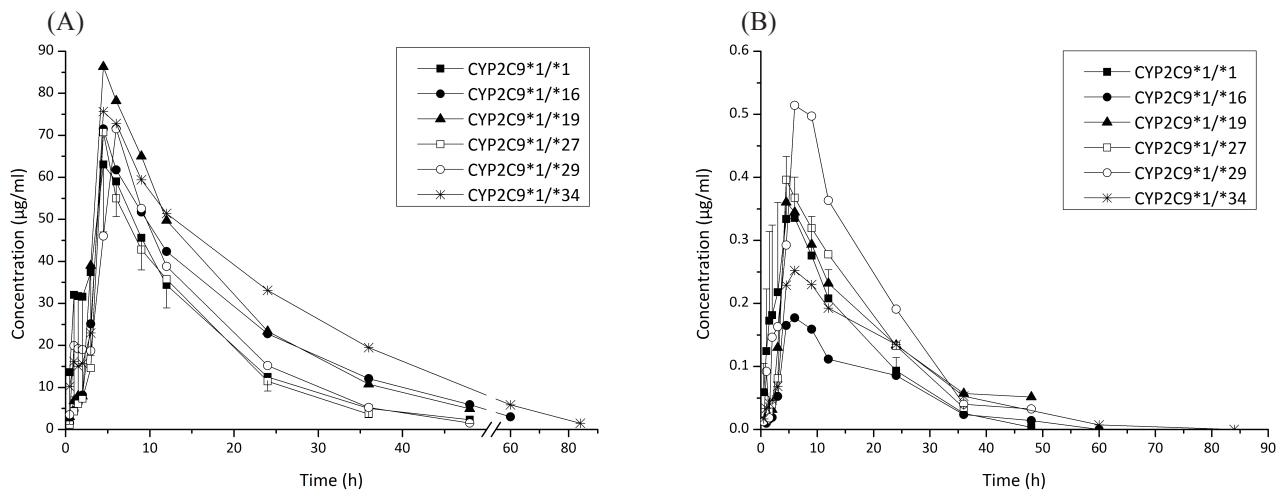 (A)
90
80
70
60
50
40
30
20
10
0
Concentration (μg/ml)
0 10 20 30 40 60 80
Time (h)
CYP2C9*1/*1
CYP2C9*1/*16
CYP2C9*1/*19
CYP2C9*1/*27
CYP2C9*1/*29
CYP2C9*1/*34
(B)
0.6
0.5
0.4
0.3
0.2
0.1
0.0
Concentration (μg/ml)
0 10 20 30 40 50 60 70 80 90
Time (h)
CYP2C9*1/*1
CYP2C9*1/*16
CYP2C9*1/*19
CYP2C9*1/*27
CYP2C9*1/*29
CYP2C9*1/*34